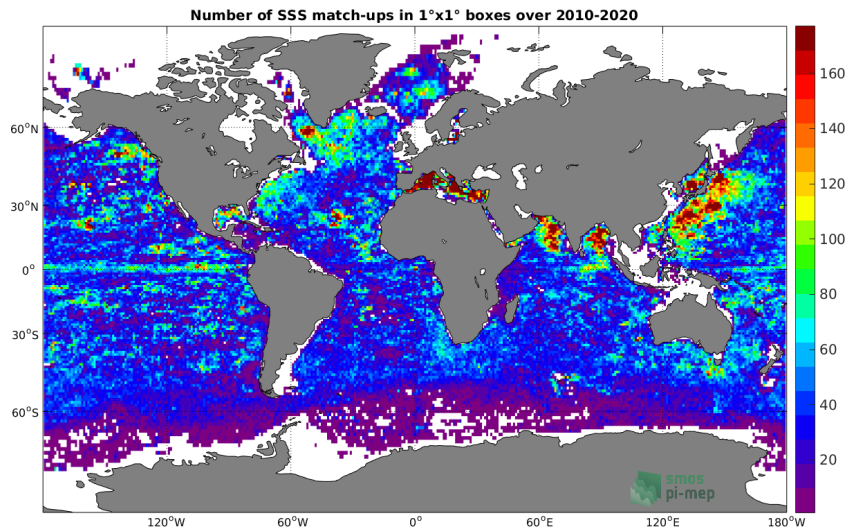 Number of SSS match-ups in 1°x1° boxes over 2010-2020
60°N
30°N
0°
30°S
60°S
120°W
60°W
0°
60°E
120°E
180°W
160
140
120
100
80
60
40
20
smos
pi-mep